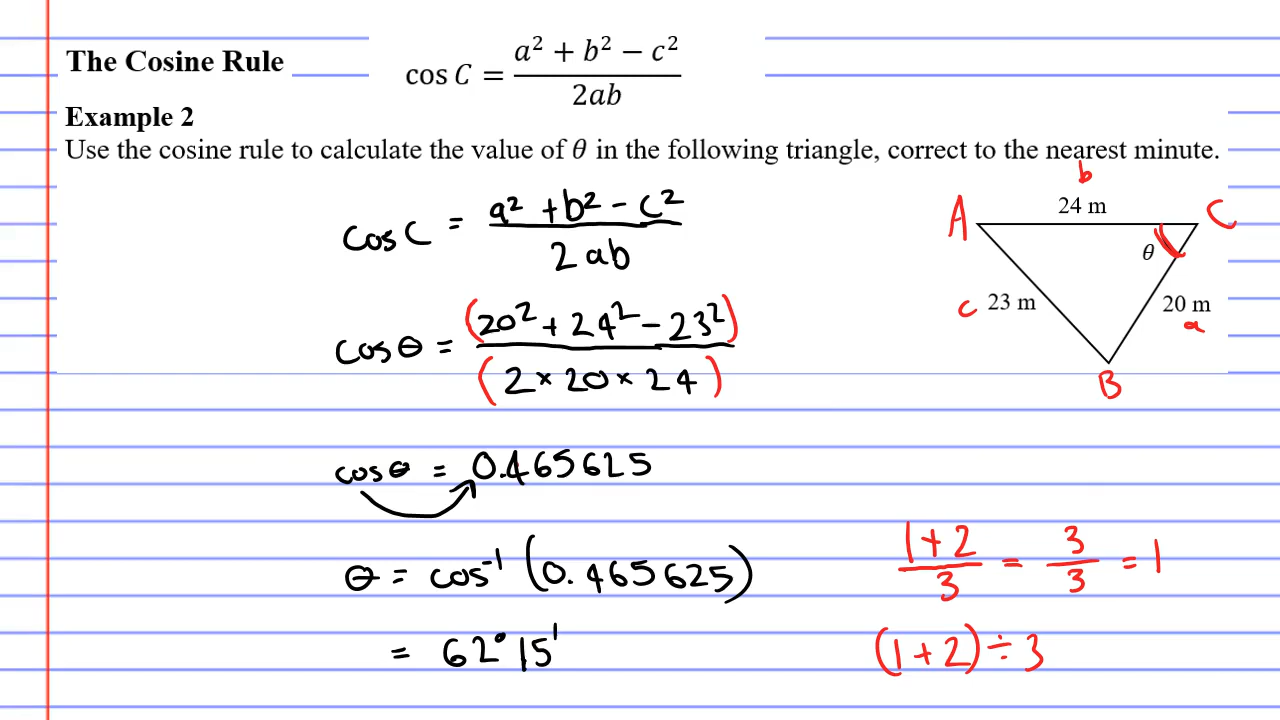 The Cosine Rule
cos C = (a² + b² − c²) / 2ab
Example 2
Use the cosine rule to calculate the value of θ in the following triangle, correct to the nearest minute.
cos C = (a² + b² − c²) / 2ab
cos θ = (20² + 24² − 23²) / (2 × 20 × 24)
cos θ = 0.465625
θ = cos⁻¹ (0.465625)
= 62° 15'
b
24 m
A
C
θ
c 23 m
20 m
a
B
(1 + 2) / 3 = 3 / 3 = 1
(1 + 2) ÷ 3